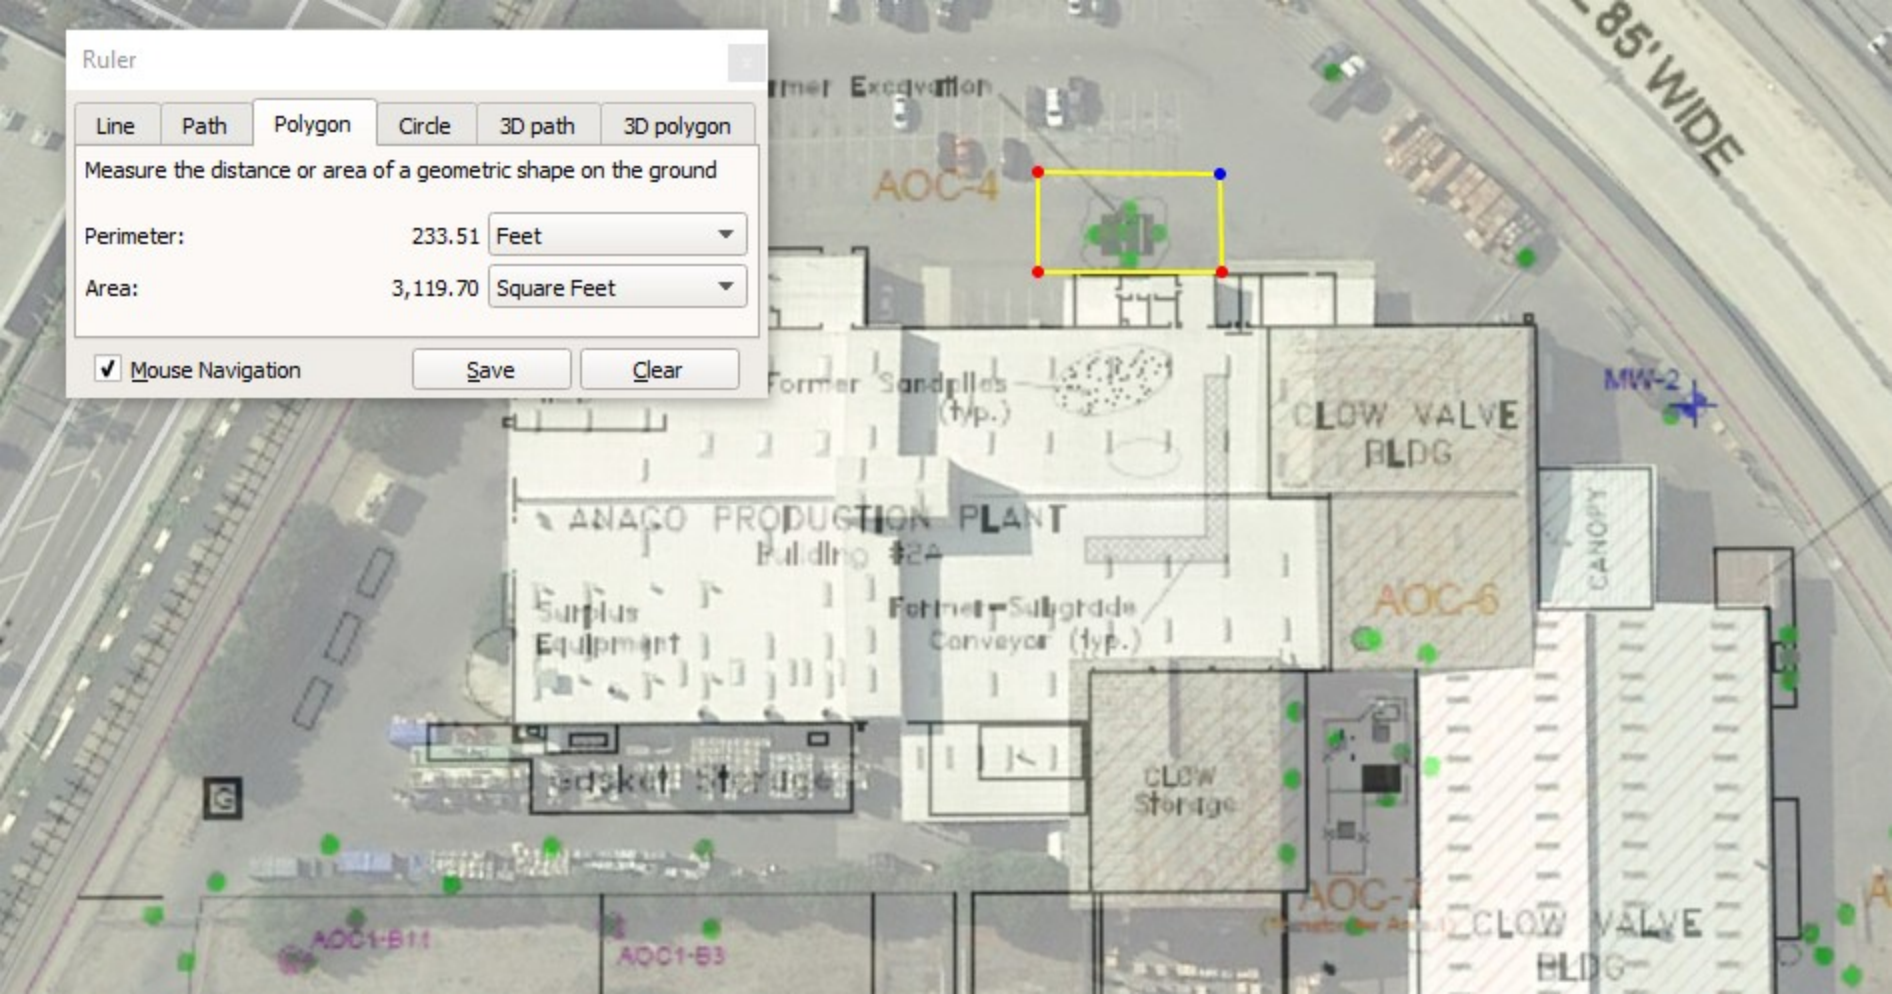 Ruler
Line Path Polygon Circle 3D path 3D polygon
Measure the distance or area of a geometric shape on the ground
Perimeter: 233.51 Feet
Area: 3,119.70 Square Feet
Mouse Navigation Save Clear
85' WIDE
Excavation
AOC-4
MW-2
Former Sandpiles
(typ.)
CLOW VALVE
BLDG
CANOPY
ANACO PRODUCTION PLANT
Building #2A
AOC-6
Surplus
Equipment
Former Subgrade
Conveyor (typ.)
Gasket Storage
CLOW
Storage
G
AOC-7
CLOW VALVE
BLDG
AOC1-B11
AOC1-B3